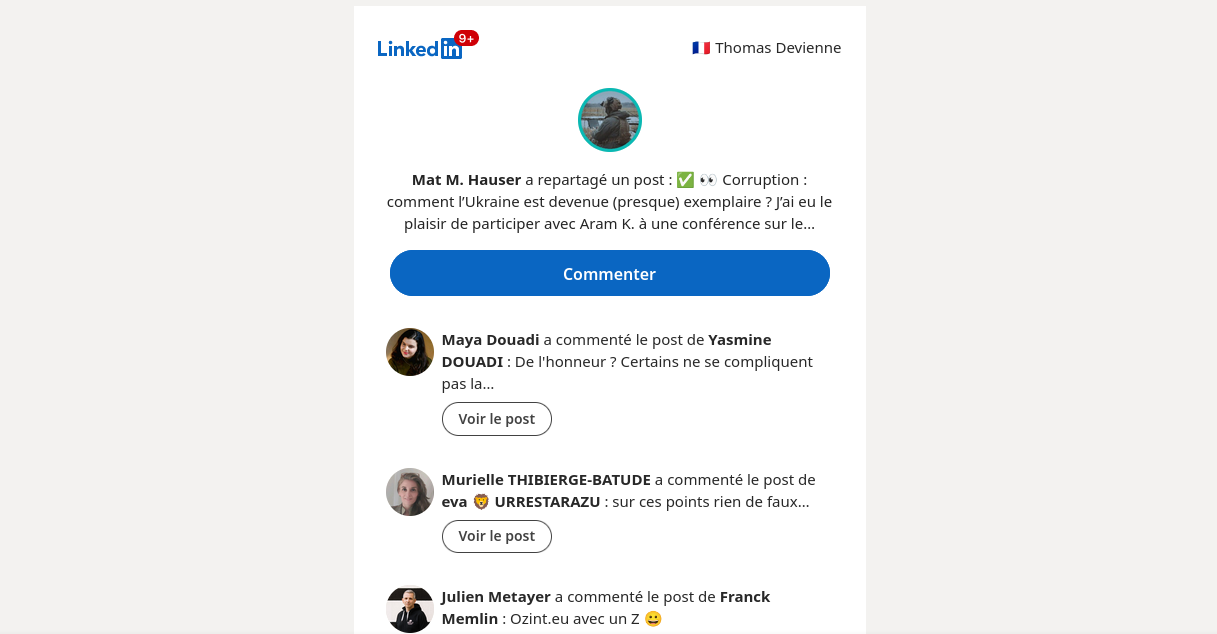 Linkedin 9+
🇫🇷 Thomas Devienne
Mat M. Hauser a repartagé un post : ✅ 👀 Corruption :
comment l’Ukraine est devenue (presque) exemplaire ? J’ai eu le
plaisir de participer avec Aram K. à une conférence sur le...
Commenter
Maya Douadi a commenté le post de Yasmine
DOUADI : De l'honneur ? Certains ne se compliquent
pas la...
Voir le post
Murielle THIBIERGE-BATUDE a commenté le post de
eva 🦁 URRESTARAZU : sur ces points rien de faux...
Voir le post
Julien Metayer a commenté le post de Franck
Memlin : Ozint.eu avec un Z 😀